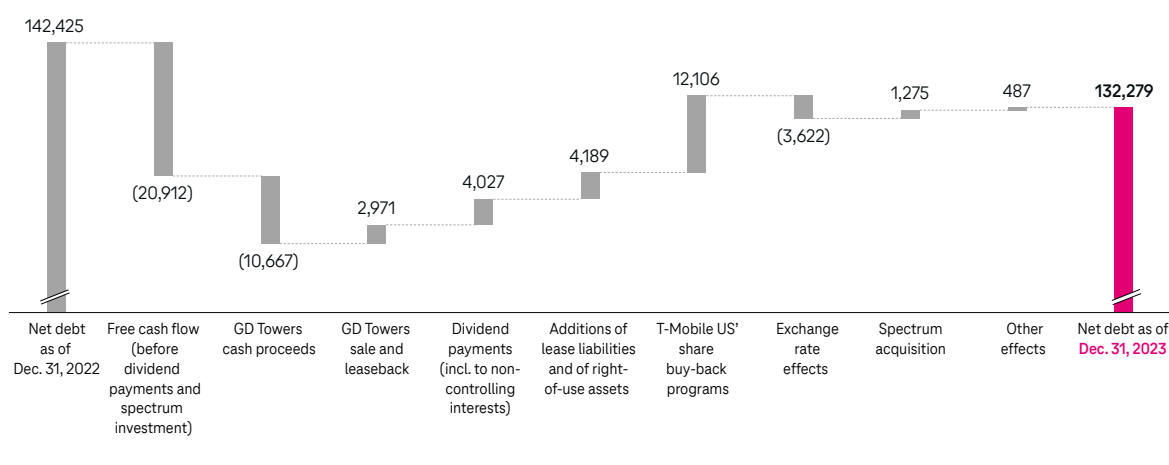 142,425
(20,912)
(10,667)
2,971
4,027
4,189
12,106
(3,622)
1,275
487
132,279
Net debt
as of
Dec. 31, 2022
Free cash flow
(before
dividend
payments and
spectrum
investment)
GD Towers
cash proceeds
GD Towers
sale and
leaseback
Dividend
payments
(incl. to non-
controlling
interests)
Additions of
lease liabilities
and of right-
of-use assets
T-Mobile US’
share
buy-back
programs
Exchange
rate
effects
Spectrum
acquisition
Other
effects
Net debt as of
Dec. 31, 2023